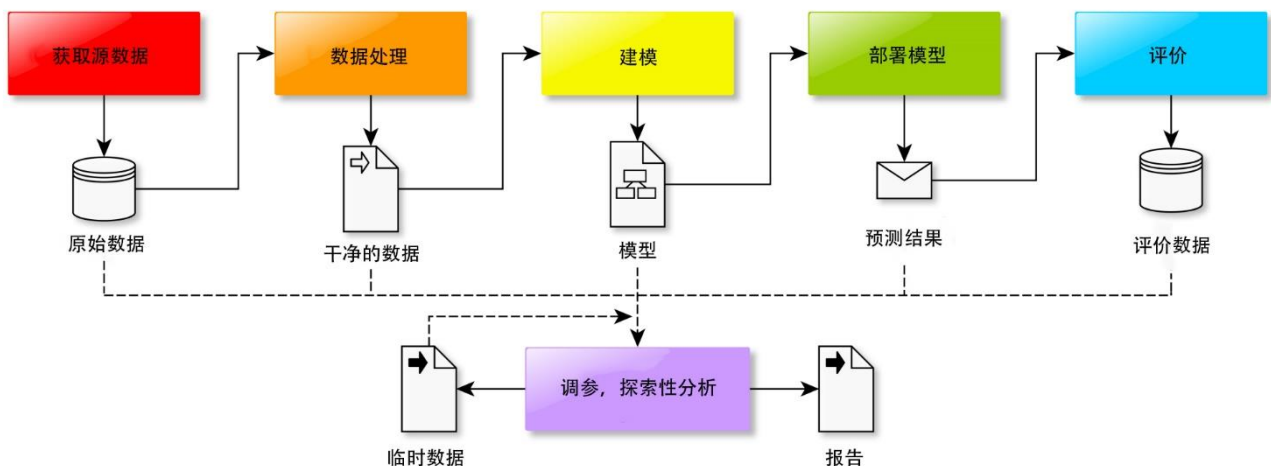 获取源数据
数据处理
建模
部署模型
评价
原始数据
干净的数据
模型
预测结果
评价数据
调参，探索性分析
临时数据
报告